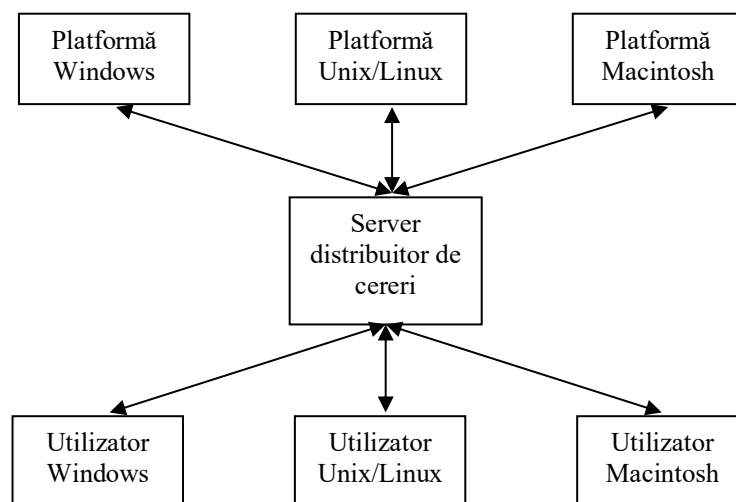 Platformă
Windows
Platformă
Unix/Linux
Platformă
Macintosh
Server
distribuitor de
cereri
Utilizator
Windows
Utilizator
Unix/Linux
Utilizator
Macintosh